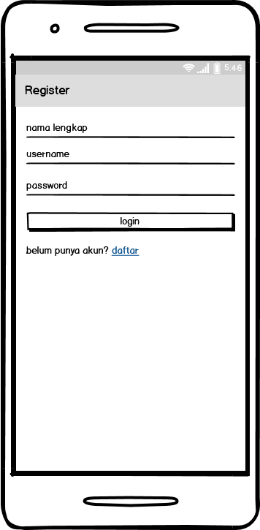 5:46
Register
nama lengkap
username
password
login
belum punya akun? daftar